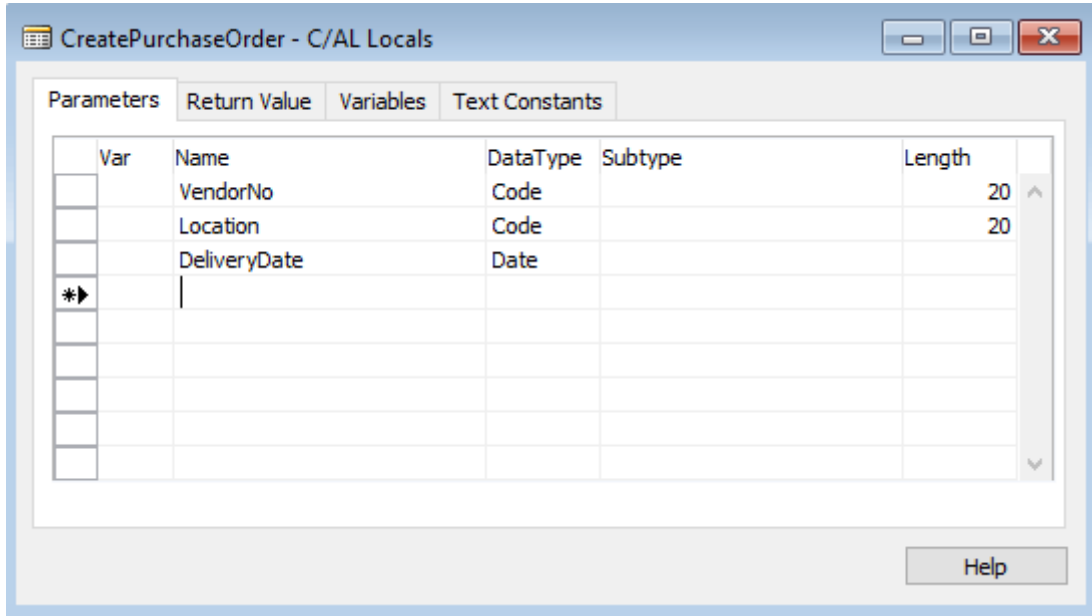 CreatePurchaseOrder - C/AL Locals
Parameters Return Value Variables Text Constants
Var Name DataType Subtype Length
VendorNo Code 20
Location Code 20
DeliveryDate Date
Help